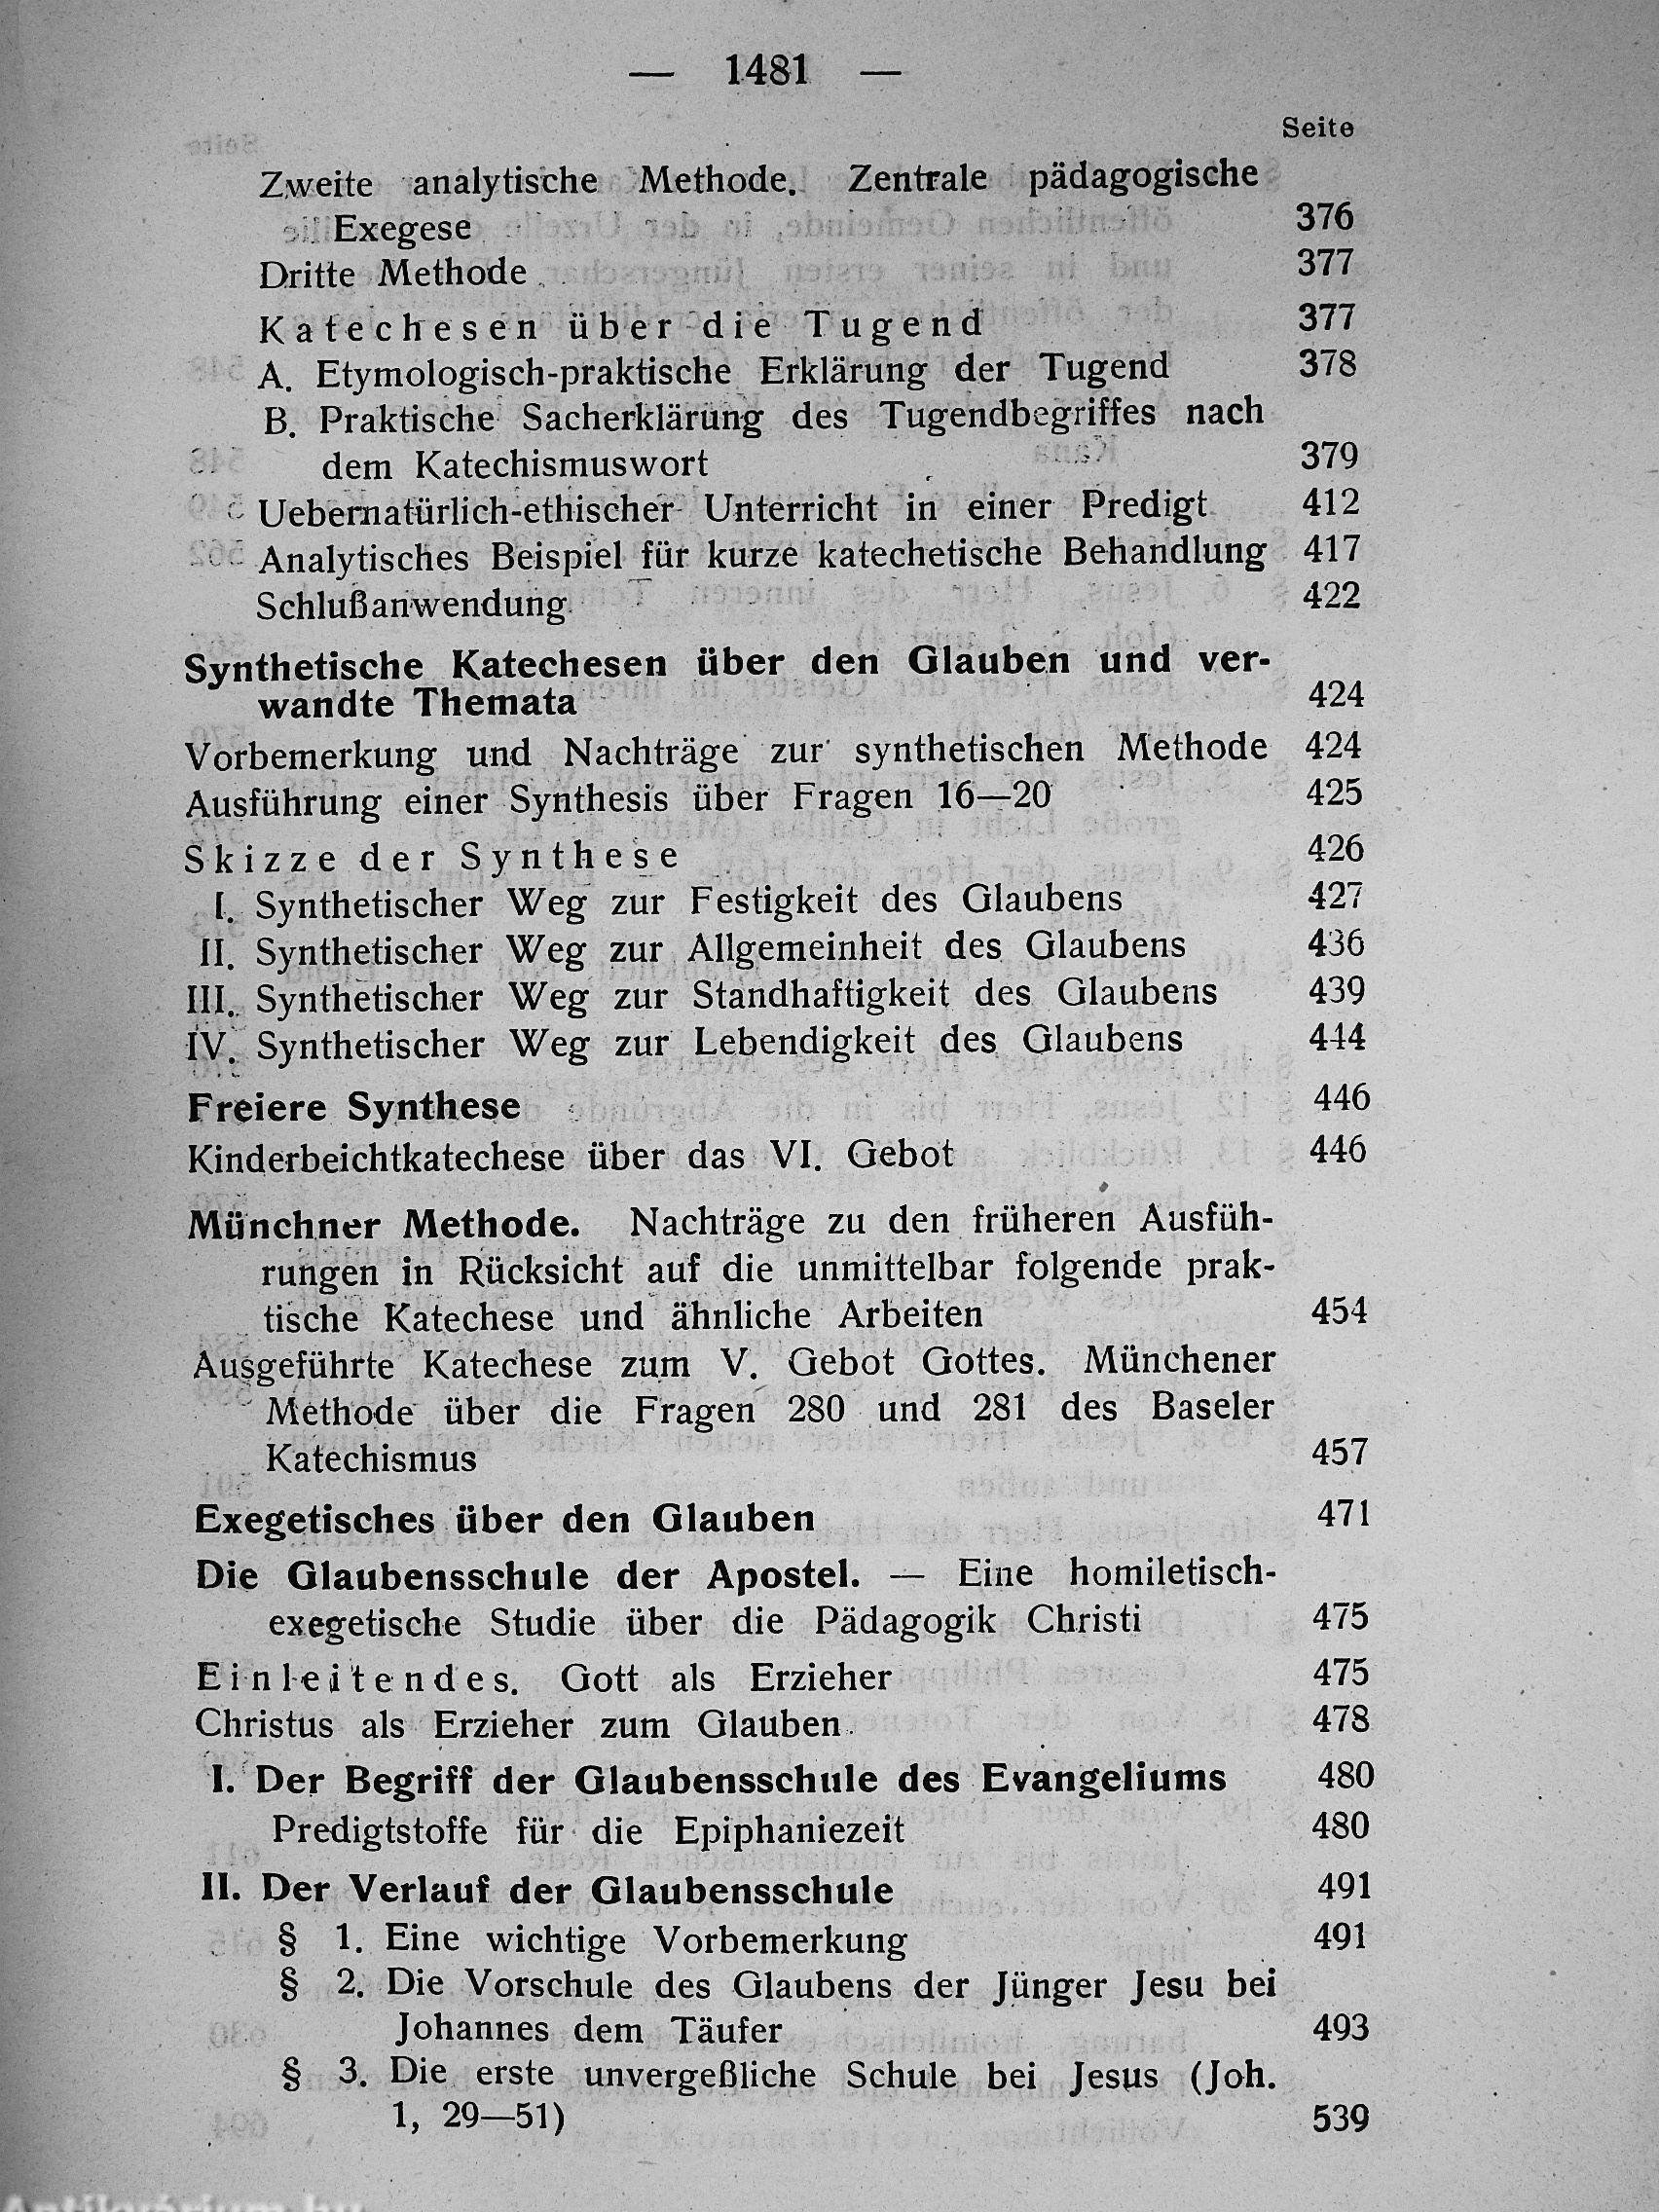 — 1481 —
Seite
Zweite analytische Methode. Zentrale pädagogische
Exegese 376
Dritte Methode 377
Katechesen über die Tugend 377
A. Etymologisch-praktische Erklärung der Tugend 378
B. Praktische Sacherklärung des Tugendbegriffes nach
dem Katechismuswort 379
Uebernatürlich-ethischer Unterricht in einer Predigt 412
Analytisches Beispiel für kurze katechetische Behandlung 417
Schlußanwendung 422
Synthetische Katechesen über den Glauben und ver-
wandte Themata 424
Vorbemerkung und Nachträge zur synthetischen Methode 424
Ausführung einer Synthesis über Fragen 16—20 425
Skizze der Synthese 426
I. Synthetischer Weg zur Festigkeit des Glaubens 427
II. Synthetischer Weg zur Allgemeinheit des Glaubens 436
III. Synthetischer Weg zur Standhaftigkeit des Glaubens 439
IV. Synthetischer Weg zur Lebendigkeit des Glaubens 444
Freiere Synthese 446
Kinderbeichtkatechese über das VI. Gebot 446
Münchner Methode. Nachträge zu den früheren Ausfüh-
rungen in Rücksicht auf die unmittelbar folgende prak-
tische Katechese und ähnliche Arbeiten 454
Ausgeführte Katechese zum V. Gebot Gottes. Münchener
Methode über die Fragen 280 und 281 des Baseler
Katechismus 457
Exegetisches über den Glauben 471
Die Glaubensschule der Apostel. — Eine homiletisch-
exegetische Studie über die Pädagogik Christi 475
Einleitendes. Gott als Erzieher 475
Christus als Erzieher zum Glauben 478
I. Der Begriff der Glaubensschule des Evangeliums 480
Predigtstoffe für die Epiphaniezeit 480
II. Der Verlauf der Glaubensschule 491
§ 1. Eine wichtige Vorbemerkung 491
§ 2. Die Vorschule des Glaubens der Jünger Jesu bei
Johannes dem Täufer 493
§ 3. Die erste unvergeßliche Schule bei Jesus (Joh.
1, 29—51) 539